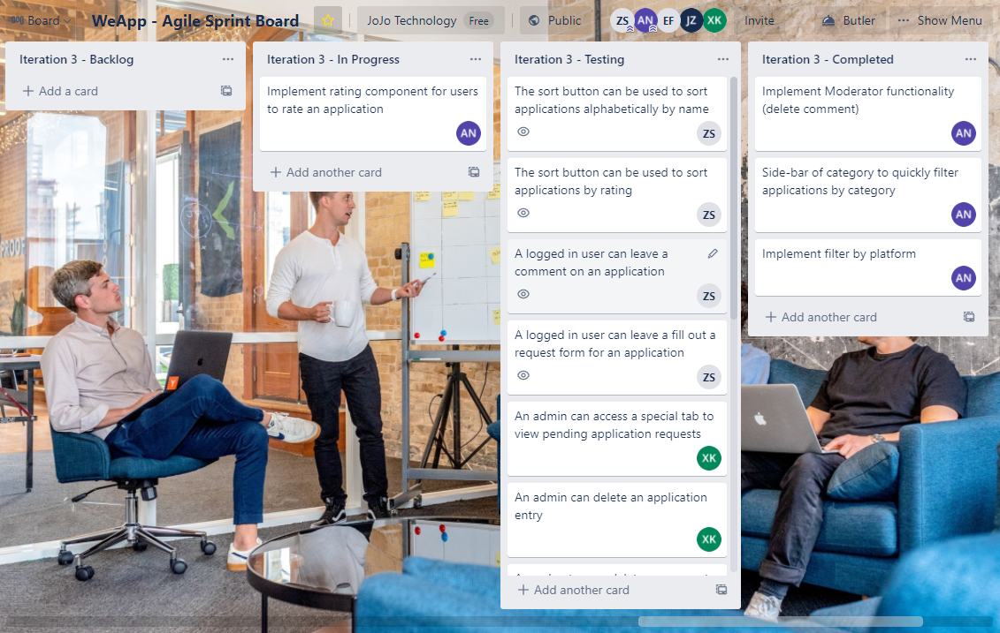 Board
WeApp - Agile Sprint Board
JoJo Technology Free
Public
ZS AN EF JZ XK
Invite
Butler
Show Menu
Iteration 3 - Backlog
Add a card
Iteration 3 - In Progress
Implement rating component for users
to rate an application
AN
Add another card
Iteration 3 - Testing
The sort button can be used to sort
applications alphabetically by name
ZS
The sort button can be used to sort
applications by rating
ZS
A logged in user can leave a
comment on an application
ZS
A logged in user can leave a fill out a
request form for an application
ZS
An admin can access a special tab to
view pending application requests
XK
An admin can delete an application
entry
XK
Add another card
Iteration 3 - Completed
Implement Moderator functionality
(delete comment)
AN
Side-bar of category to quickly filter
applications by category
AN
Implement filter by platform
AN
Add another card
PROOF